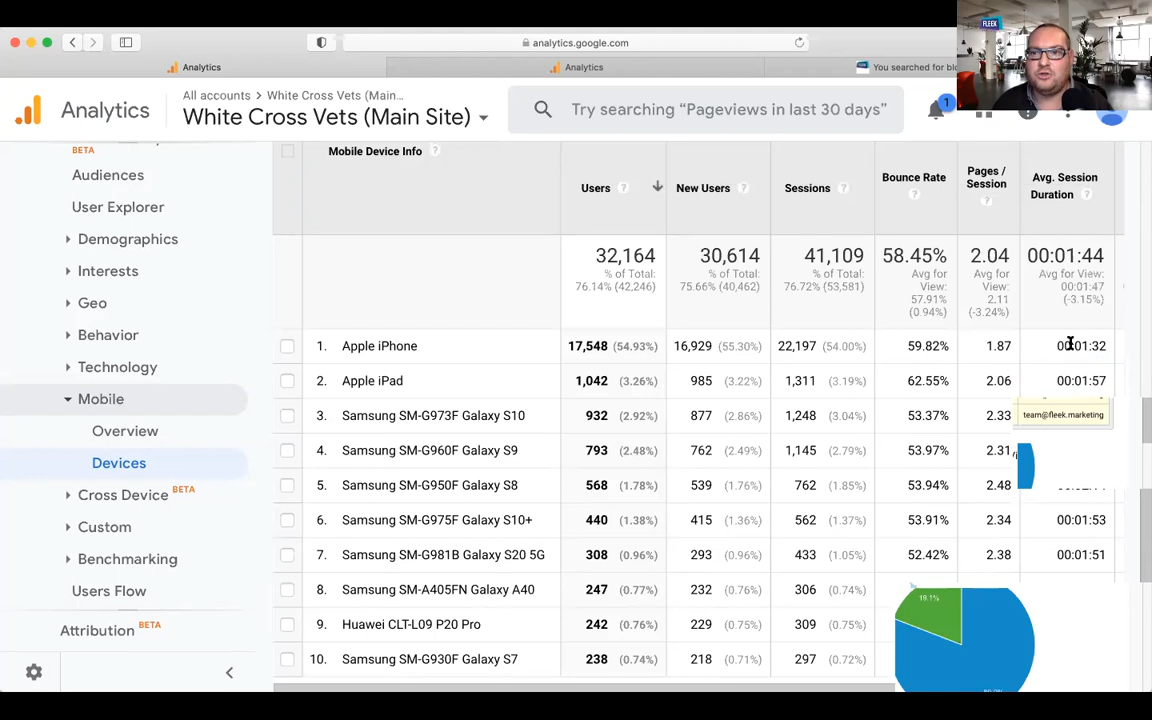 analytics.google.com
Analytics
Analytics
You searched for blo
FLEEK
Analytics
All accounts > White Cross Vets (Main...
White Cross Vets (Main Site)
Try searching “Pageviews in last 30 days”
1
BETA
Audiences
User Explorer
Demographics
Interests
Geo
Behavior
Technology
Mobile
Overview
Devices
Cross Device BETA
Custom
Benchmarking
Users Flow
Attribution BETA
Mobile Device Info ?
Users ?
New Users ?
Sessions ?
Bounce Rate ?
Pages / Session ?
Avg. Session Duration ?
32,164 30,614 41,109 58.45% 2.04 00:01:44
% of Total: 76.14% (42,246)
% of Total: 75.66% (40,462)
% of Total: 76.72% (53,581)
Avg for View: 57.91% (0.94%)
Avg for View: 2.11 (-3.24%)
Avg for View: 00:01:47 (-3.15%)
1. Apple iPhone 17,548 (54.93%) 16,929 (55.30%) 22,197 (54.00%) 59.82% 1.87 00:01:32
2. Apple iPad 1,042 (3.26%) 985 (3.22%) 1,311 (3.19%) 62.55% 2.06 00:01:57
3. Samsung SM-G973F Galaxy S10 932 (2.92%) 877 (2.86%) 1,248 (3.04%) 53.37% 2.33
team@fleek.marketing
4. Samsung SM-G960F Galaxy S9 793 (2.48%) 762 (2.49%) 1,145 (2.79%) 53.97% 2.31
5. Samsung SM-G950F Galaxy S8 568 (1.78%) 539 (1.76%) 762 (1.85%) 53.94% 2.48
6. Samsung SM-G975F Galaxy S10+ 440 (1.38%) 415 (1.36%) 562 (1.37%) 53.91% 2.34 00:01:53
7. Samsung SM-G981B Galaxy S20 5G 308 (0.96%) 293 (0.96%) 433 (1.05%) 52.42% 2.38 00:01:51
8. Samsung SM-A405FN Galaxy A40 247 (0.77%) 232 (0.76%) 306 (0.74%)
9. Huawei CLT-L09 P20 Pro 242 (0.76%) 229 (0.75%) 309 (0.75%)
10. Samsung SM-G930F Galaxy S7 238 (0.74%) 218 (0.71%) 297 (0.72%)
19.1%